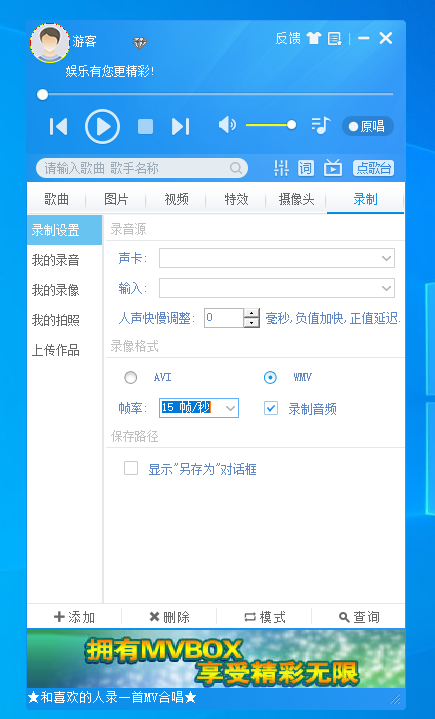 游客
反馈
娱乐有您更精彩!
原唱
请输入歌曲 歌手名称
词
点歌台
歌曲 图片 视频 特效 摄像头 录制
录制设置
我的录音
我的录像
我的拍照
上传作品
录音源
声卡:
输入:
人声快慢调整: 0 毫秒,负值加快,正值延迟.
录像格式
AVI WMV
帧率: 15 帧/秒 录制音频
保存路径
显示"另存为"对话框
添加 删除 模式 查询
拥有MVBOX
享受精彩无限
★和喜欢的人录一首MV合唱★